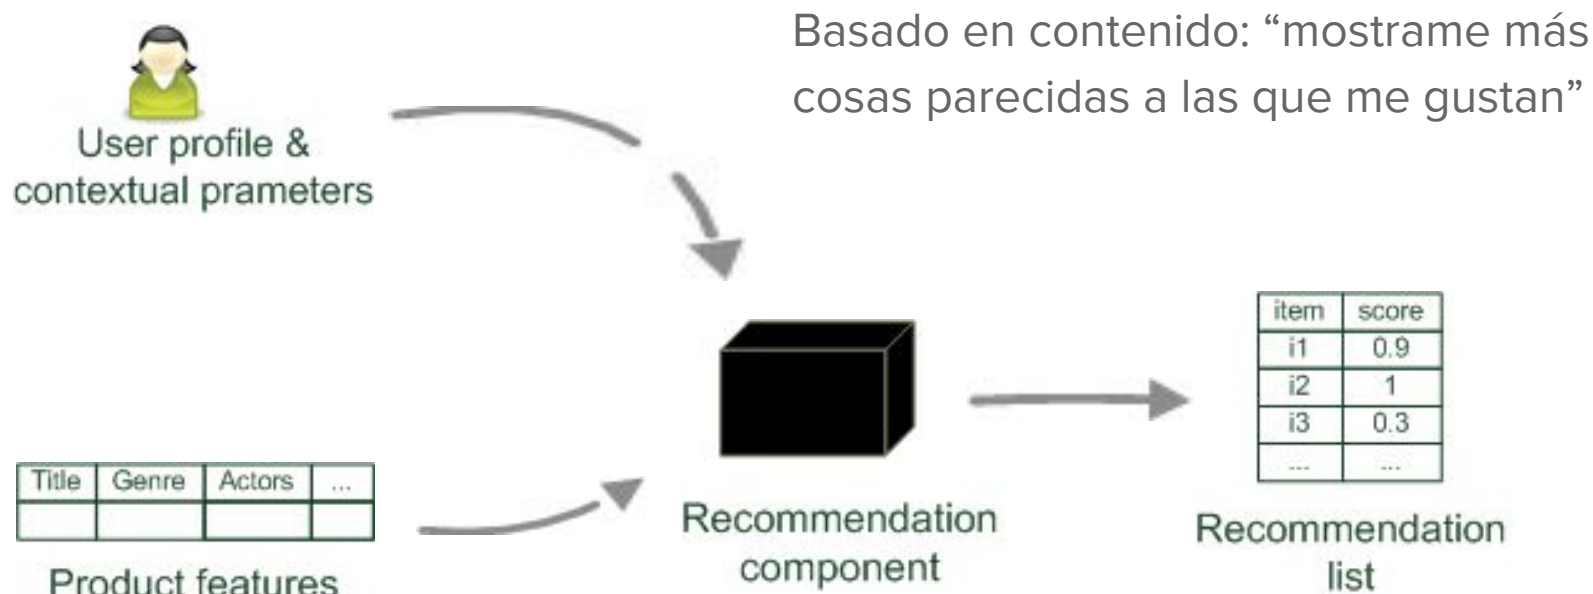 Basado en contenido: “mostrame más
cosas parecidas a las que me gustan”
User profile &
contextual prameters
Title Genre Actors ...
Product features
Recommendation
component
item score
i1 0.9
i2 1
i3 0.3
... ...
Recommendation
list